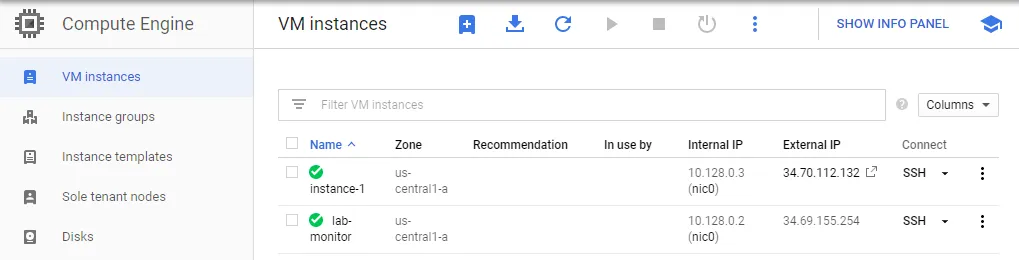 Compute Engine
VM instances
SHOW INFO PANEL
VM instances
Instance groups
Instance templates
Sole tenant nodes
Disks
Filter VM instances
?
Columns
Name Zone Recommendation In use by Internal IP External IP Connect
instance-1 us-central1-a 10.128.0.3 (nic0) 34.70.112.132 SSH
lab-monitor us-central1-a 10.128.0.2 (nic0) 34.69.155.254 SSH